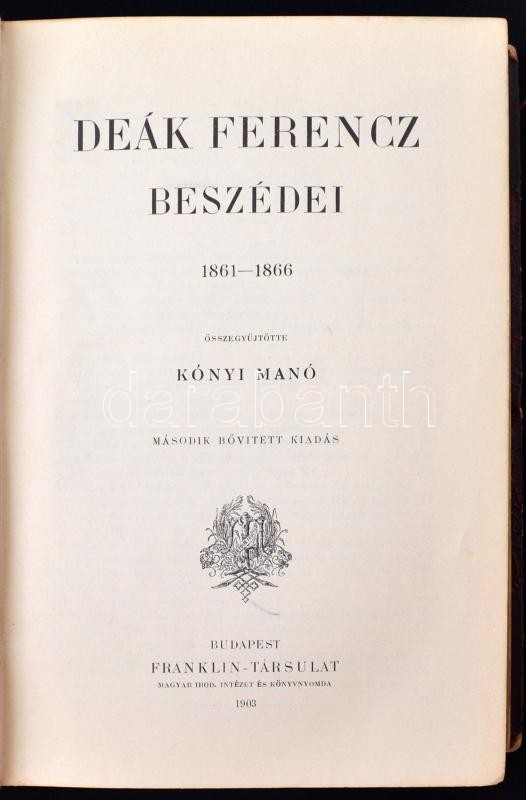 DEÁK FERENCZ
BESZÉDEI
1861—1866
ÖSSZEGYÜJTÖTTE
KÓNYI MANÓ
darabanth
MÁSODIK BŐVITETT KIADÁS
BUDAPEST
FRANKLIN-TÁRSULAT
MAGYAR IROD. INTÉZET ÉS KÖNYVNYOMDA
1903